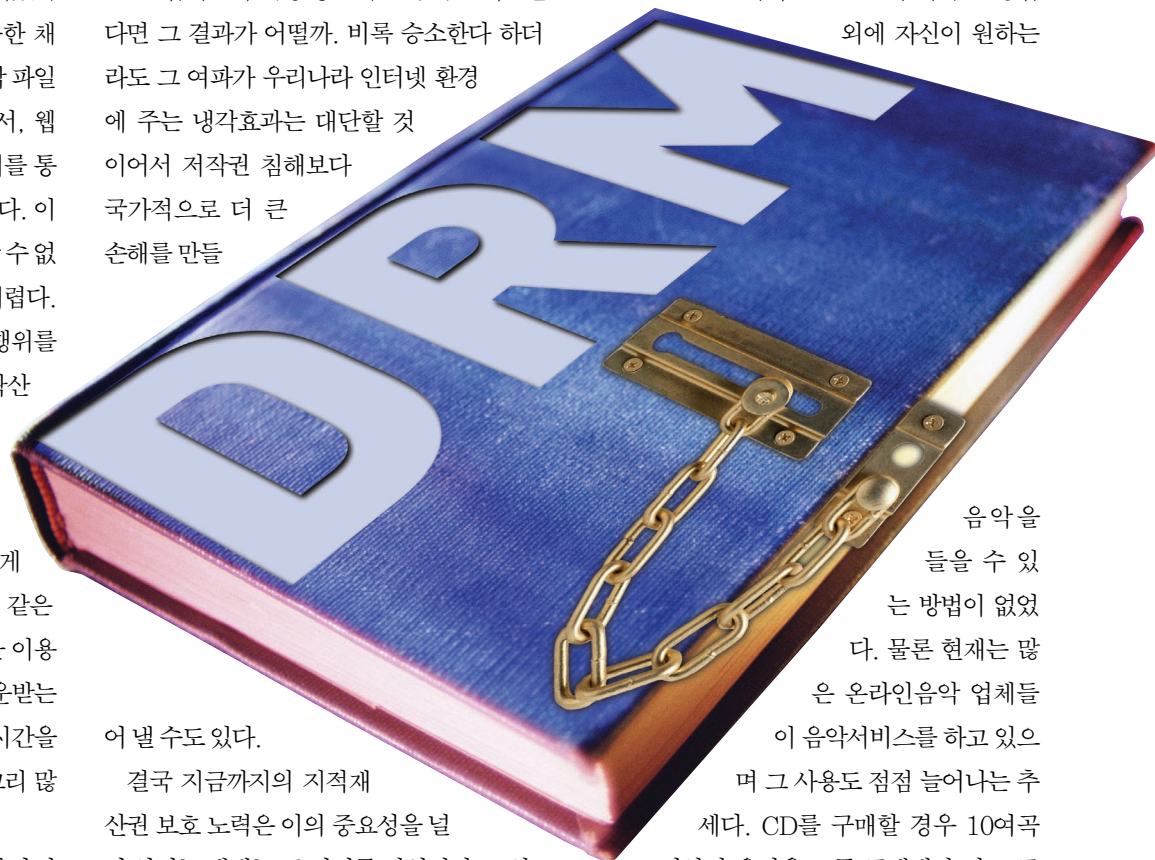 한 채
파일
서, 웹
를 통
다. 이
수 없
렵다.
행위를
게
같은
이용
운받는
시간을
그리 많
다면 그 결과가 어떨까. 비록 승소한다 하더
라도 그 여파가 우리나라 인터넷 환경
에 주는 냉각효과는 대단할 것
이어서 저작권 침해보다
국가적으로 더 큰
손해를 만들
어 낼 수도 있다.
결국 지금까지의 지적재
산권 보호 노력은 이의 중요성을 널
DRM
외에 자신이 원하는
음악을
들을 수 있
는 방법이 없었
다. 물론 현재는 많
은 온라인음악 업체들
이 음악서비스를 하고 있으
며 그 사용도 점점 늘어나는 추
세다. CD를 구매할 경우 10여곡